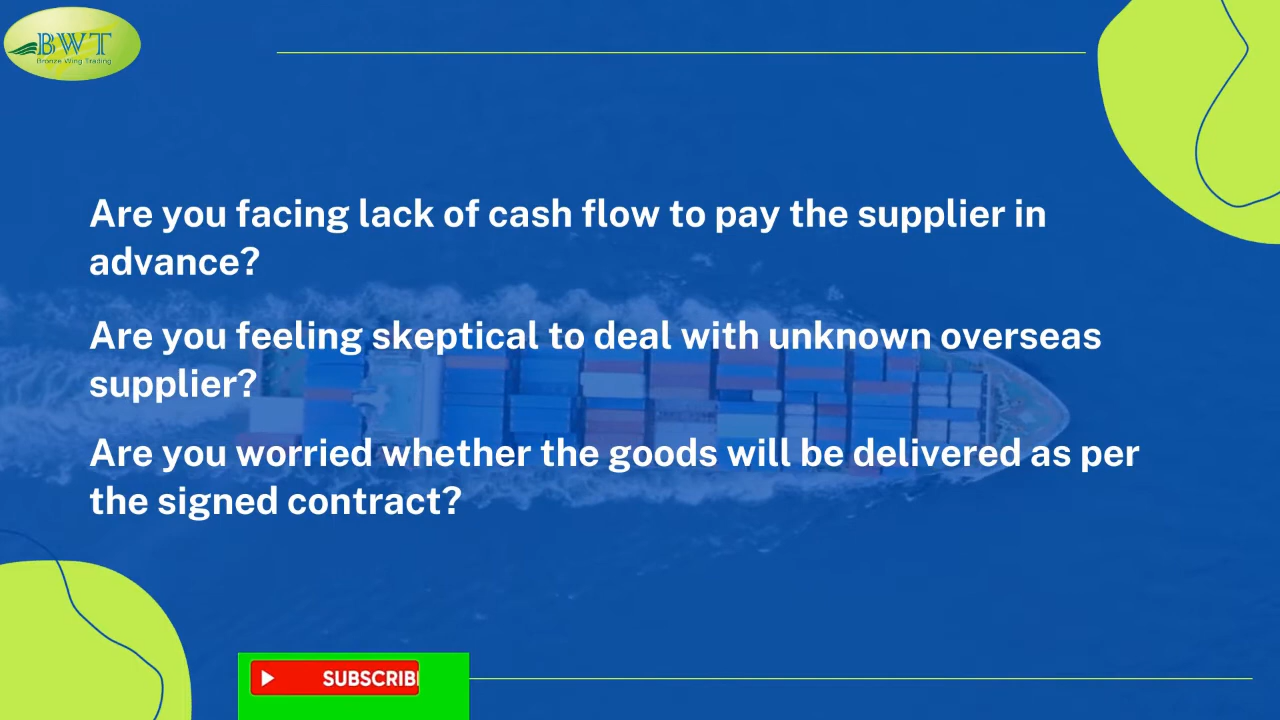 BWT
Bronze Wing Trading
Are you facing lack of cash flow to pay the supplier in
advance?
Are you feeling skeptical to deal with unknown overseas
supplier?
Are you worried whether the goods will be delivered as per
the signed contract?
SUBSCRIB